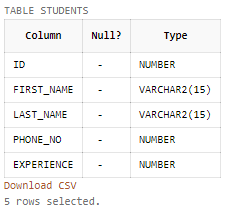 TABLE STUDENTS
Column Null? Type
ID - NUMBER
FIRST_NAME - VARCHAR2(15)
LAST_NAME - VARCHAR2(15)
PHONE_NO - NUMBER
EXPERIENCE - NUMBER
Download CSV
5 rows selected.